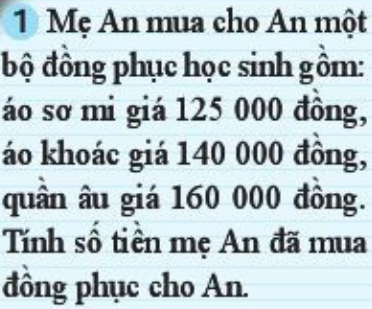 1 Mẹ An mua cho An một
bộ đồng phục học sinh gồm:
áo sơ mi giá 125 000 đồng,
áo khoác giá 140 000 đồng,
quần âu giá 160 000 đồng.
Tính số tiền mẹ An đã mua
đồng phục cho An.